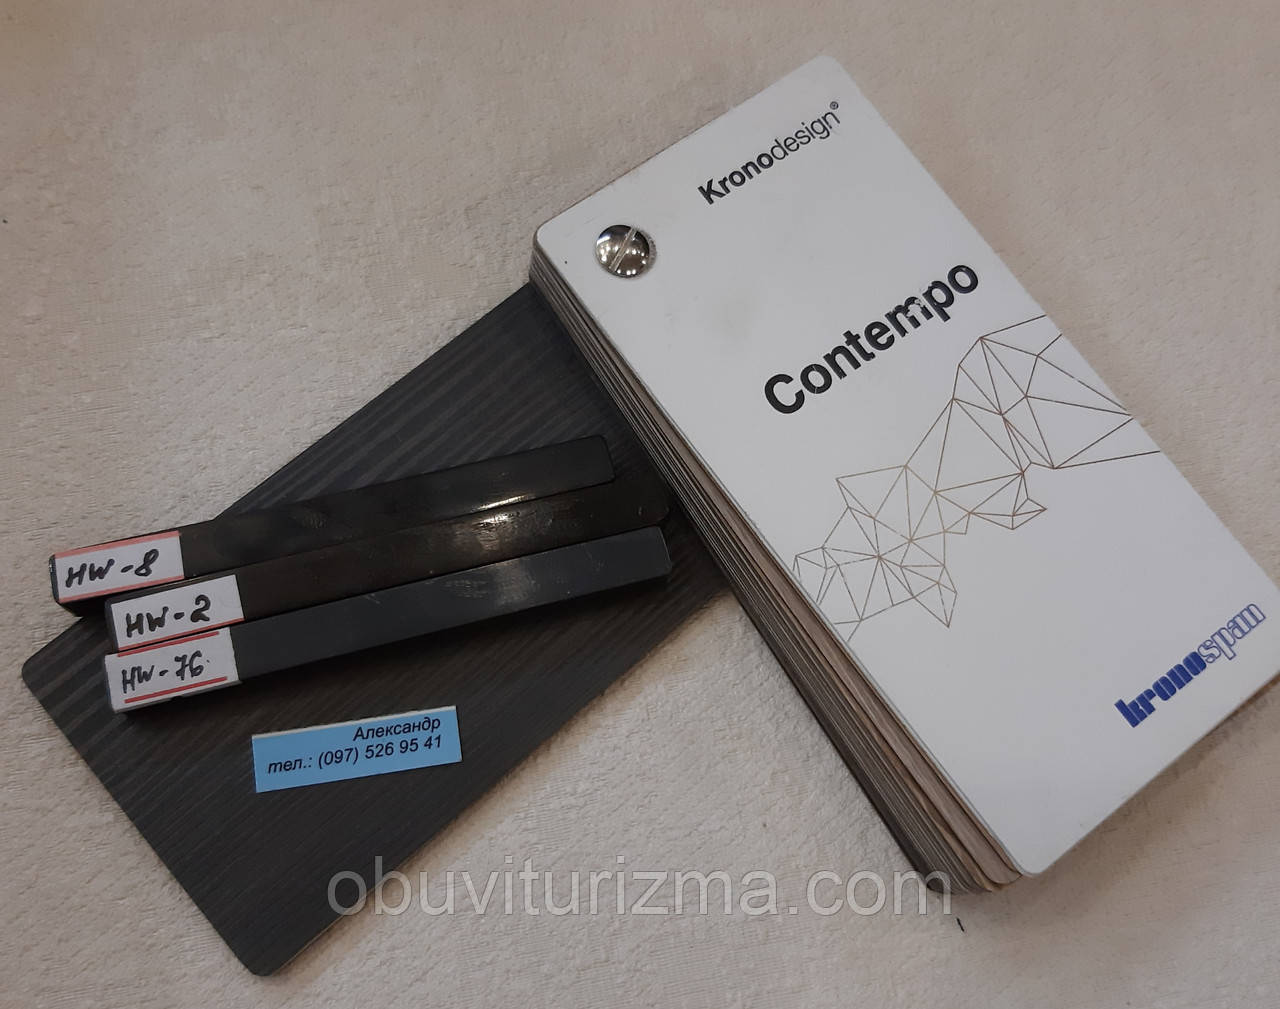 Kronodesign®
Contempo
kronospan
HW-8
HW-2
HW-76
Александр
тел.: (097) 526 95 41
obuviturizma.com